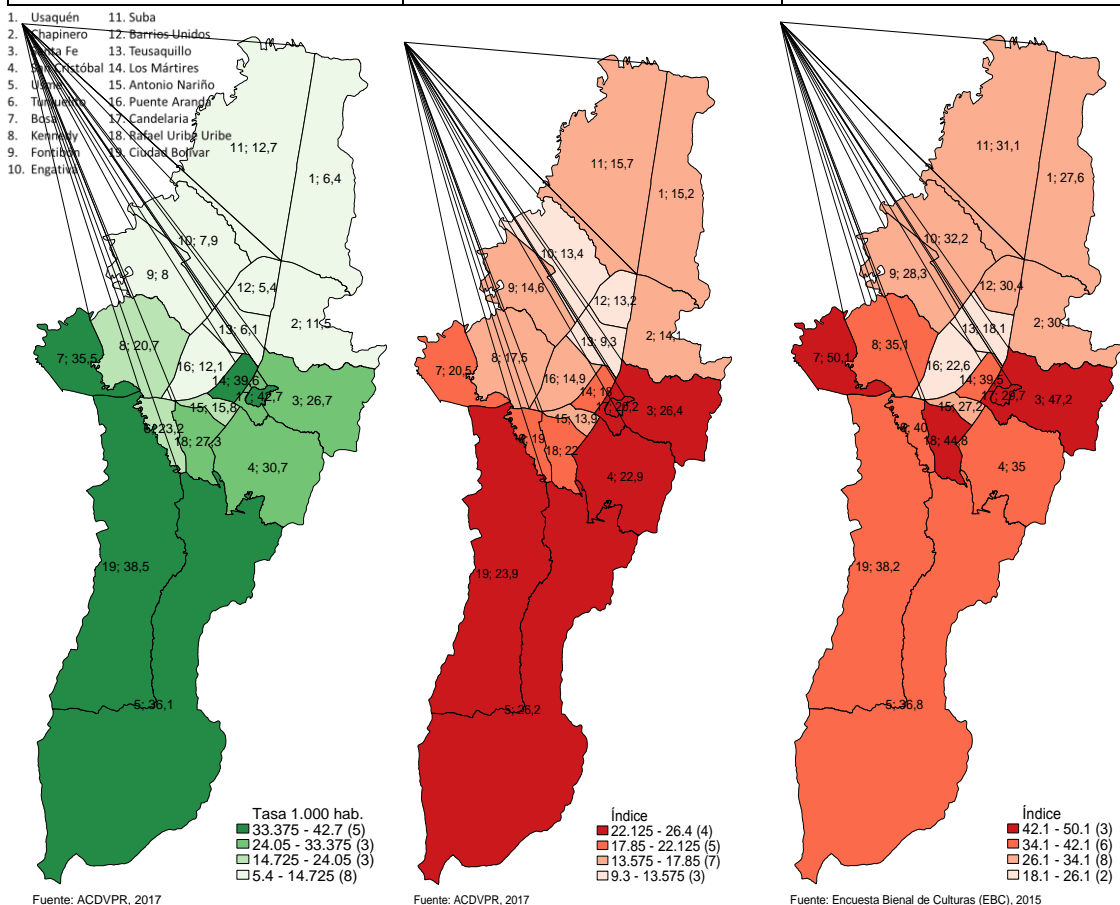 1. Usaquén 11. Suba
2. Chapinero 12. Barrios Unidos
3. Santa Fe 13. Teusaquillo
4. San Cristóbal 14. Los Mártires
5. Usme 15. Antonio Nariño
6. Tunjuelito 16. Puente Aranda
7. Bosa 17. Candelaria
8. Kennedy 18. Rafael Uribe Uribe
9. Fontibón 19. Ciudad Bolívar
10. Engativá
11; 12,7
1; 6,4
10; 7,9
9; 8
12; 5,4
13; 6,1
2; 11,5
8; 20,7
7; 35,5
16; 12,1
14; 39,6
17; 42,7
3; 26,7
15; 15,8
23,2
18; 27,3
4; 30,7
19; 38,5
5; 36,1
Tasa 1.000 hab.
33.375 - 42.7 (5)
24.05 - 33.375 (3)
14.725 - 24.05 (3)
5.4 - 14.725 (8)
Fuente: ACDVPR, 2017
11; 15,7
1; 15,2
10; 13,4
9; 14,6
12; 13,2
13; 9,3
2; 14,1
8; 17,5
7; 20,5
16; 14,9
14; 18
17; 26,2
3; 26,4
15; 13,9
19
18; 22
4; 22,9
19; 23,9
5; 26,2
Índice
22.125 - 26.4 (4)
17.85 - 22.125 (5)
13.575 - 17.85 (7)
9.3 - 13.575 (3)
Fuente: ACDVPR, 2017
11; 31,1
1; 27,6
10; 32,2
9; 28,3
12; 30,4
13; 18,1
2; 30,1
8; 35,1
7; 50,1
16; 22,6
14; 39,5
17; 29,7
3; 47,2
15; 27,2
40
18; 44,8
4; 35
19; 38,2
5; 36,8
Índice
42.1 - 50.1 (3)
34.1 - 42.1 (6)
26.1 - 34.1 (8)
18.1 - 26.1 (2)
Fuente: Encuesta Bienal de Culturas (EBC), 2015